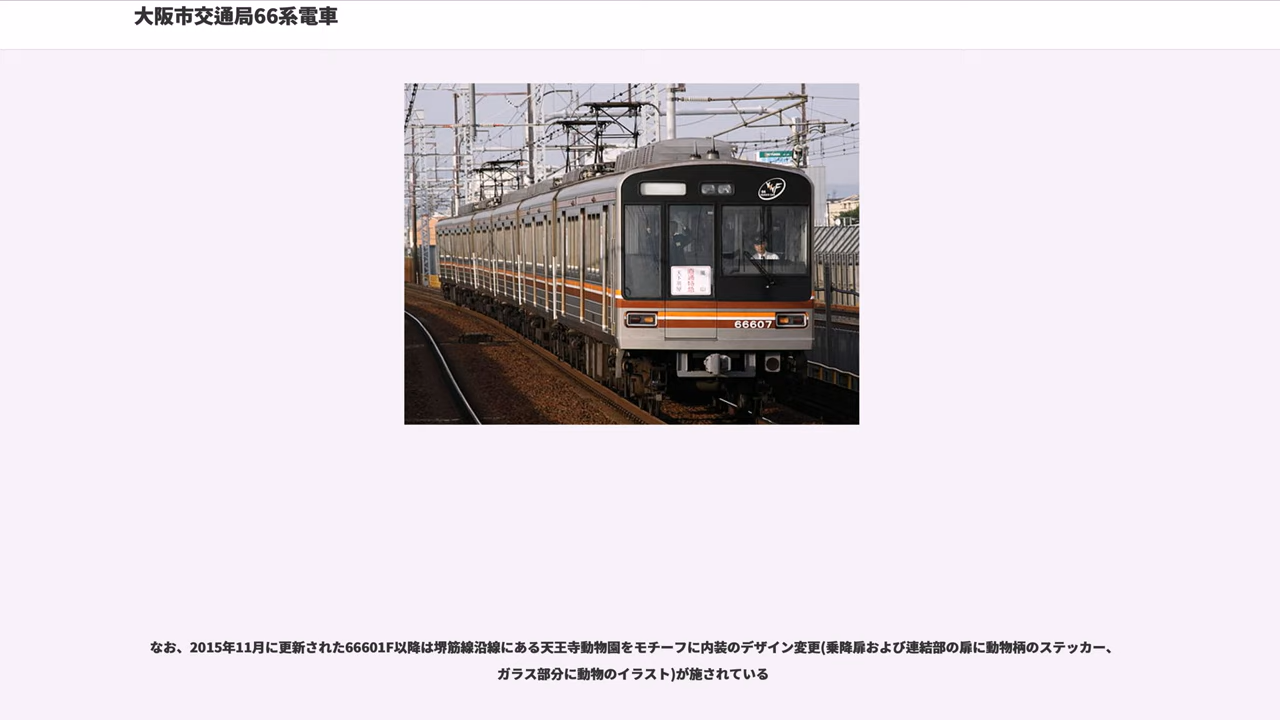 大阪市交通局66系電車
66607
なお、2015年11月に更新された66601F以降は堺筋線沿線にある天王寺動物園をモチーフに内装のデザイン変更(乗降扉および連結部の扉に動物柄のステッカー、
ガラス部分に動物のイラスト)が施されている